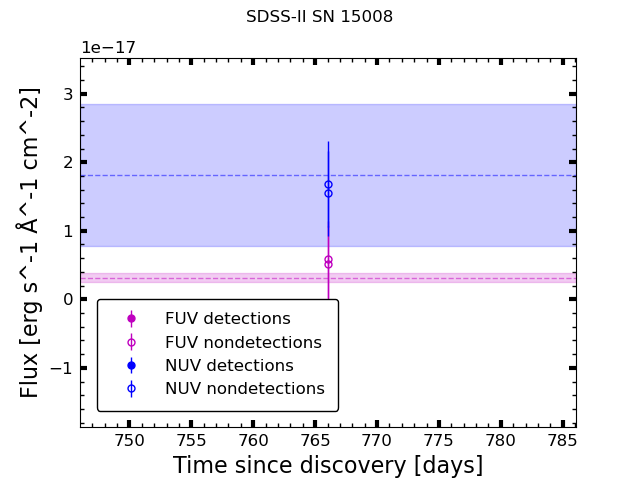 SDSS-II SN 15008
1e−17
3
2
1
0
−1
Flux [erg s^-1 Å^-1 cm^-2]
FUV detections
FUV nondetections
NUV detections
NUV nondetections
750 755 760 765 770 775 780 785
Time since discovery [days]